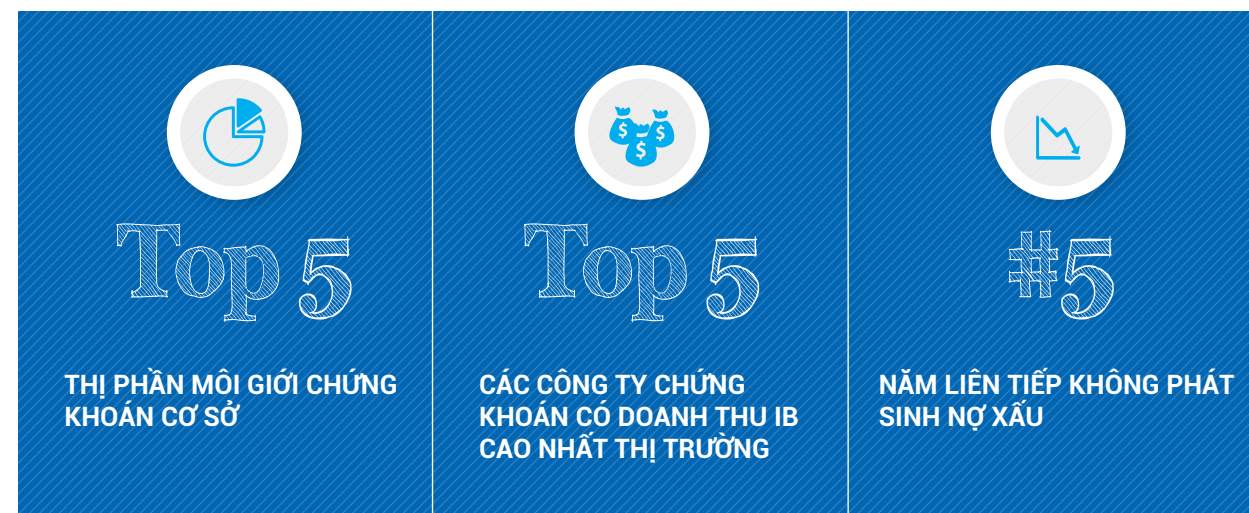 Top 5
THỊ PHẦN MÔI GIỚI CHỨNG
KHOÁN CƠ SỞ
$ $ $
Top 5
CÁC CÔNG TY CHỨNG
KHOÁN CÓ DOANH THU IB
CAO NHẤT THỊ TRƯỜNG
#5
NĂM LIÊN TIẾP KHÔNG PHÁT
SINH NỢ XẤU